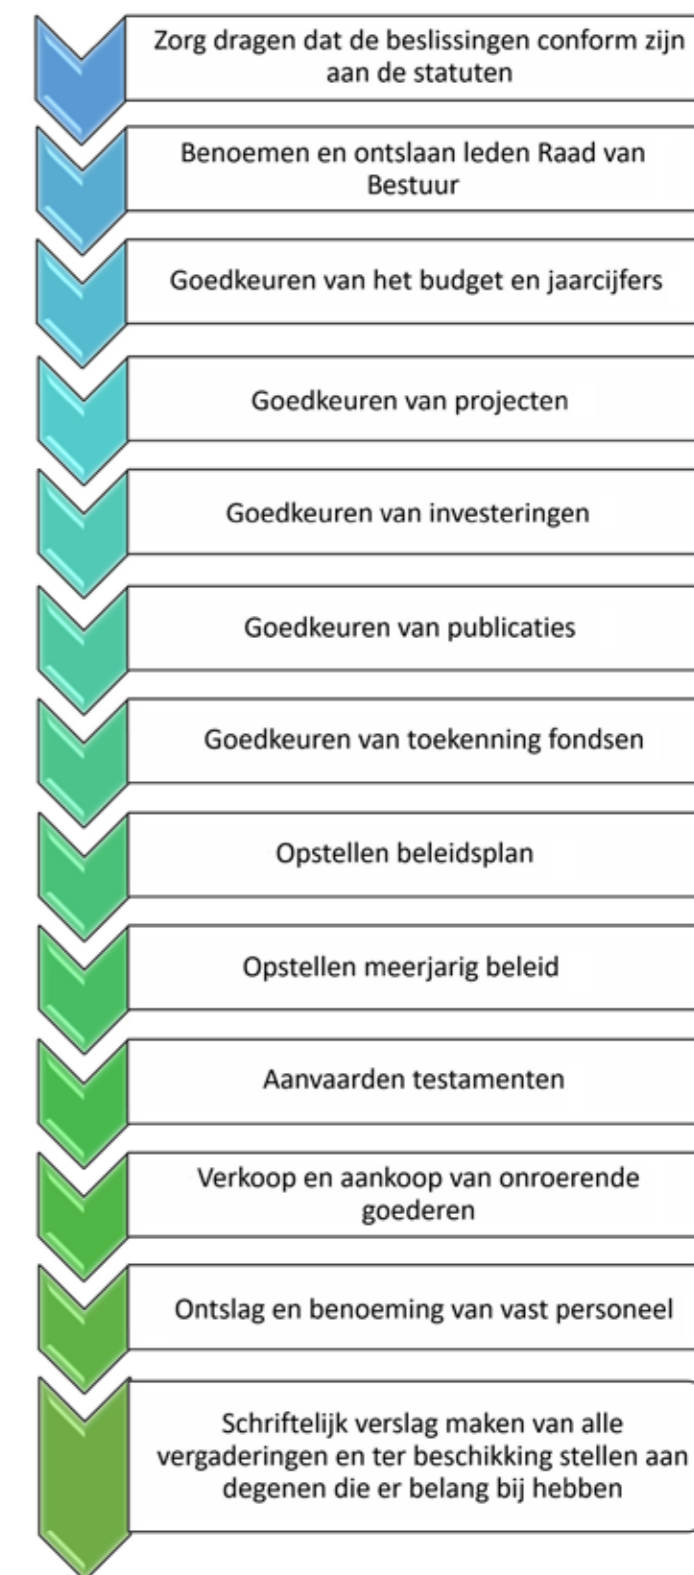 Zorg dragen dat de beslissingen conform zijn
aan de statuten
Benoemen en ontslaan leden Raad van
Bestuur
Goedkeuren van het budget en jaarcijfers
Goedkeuren van projecten
Goedkeuren van investeringen
Goedkeuren van publicaties
Goedkeuren van toekenning fondsen
Opstellen beleidsplan
Opstellen meerjarig beleid
Aanvaarden testamenten
Verkoop en aankoop van onroerende
goederen
Ontslag en benoeming van vast personeel
Schriftelijk verslag maken van alle
vergaderingen en ter beschikking stellen aan
degenen die er belang bij hebben